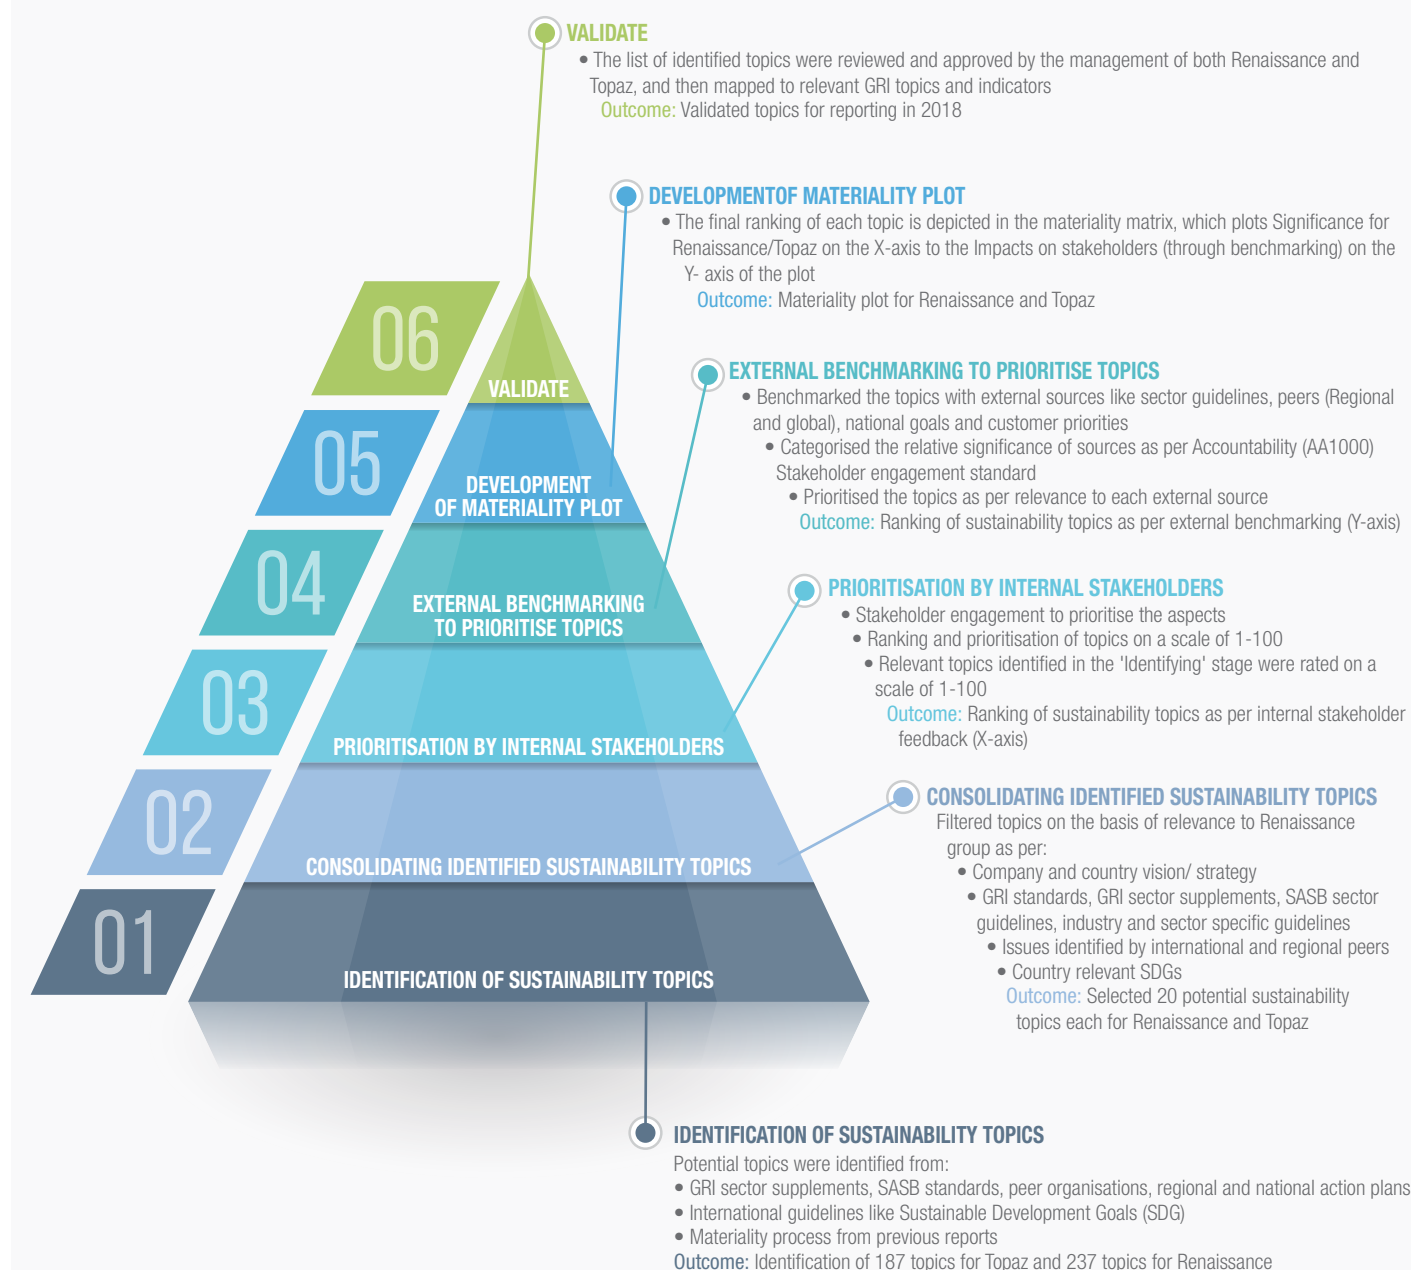 VALIDATE
• The list of identified topics were reviewed and approved by the management of both Renaissance and
Topaz, and then mapped to relevant GRI topics and indicators
Outcome: Validated topics for reporting in 2018
DEVELOPMENTOF MATERIALITY PLOT
• The final ranking of each topic is depicted in the materiality matrix, which plots Significance for
Renaissance/Topaz on the X-axis to the Impacts on stakeholders (through benchmarking) on the
Y- axis of the plot
Outcome: Materiality plot for Renaissance and Topaz
EXTERNAL BENCHMARKING TO PRIORITISE TOPICS
• Benchmarked the topics with external sources like sector guidelines, peers (Regional
and global), national goals and customer priorities
• Categorised the relative significance of sources as per Accountability (AA1000)
Stakeholder engagement standard
• Prioritised the topics as per relevance to each external source
Outcome: Ranking of sustainability topics as per external benchmarking (Y-axis)
PRIORITISATION BY INTERNAL STAKEHOLDERS
• Stakeholder engagement to prioritise the aspects
• Ranking and prioritisation of topics on a scale of 1-100
• Relevant topics identified in the 'Identifying' stage were rated on a
scale of 1-100
Outcome: Ranking of sustainability topics as per internal stakeholder
feedback (X-axis)
CONSOLIDATING IDENTIFIED SUSTAINABILITY TOPICS
Filtered topics on the basis of relevance to Renaissance
group as per:
• Company and country vision/ strategy
• GRI standards, GRI sector supplements, SASB sector
guidelines, industry and sector specific guidelines
• Issues identified by international and regional peers
• Country relevant SDGs
Outcome: Selected 20 potential sustainability
topics each for Renaissance and Topaz
IDENTIFICATION OF SUSTAINABILITY TOPICS
Potential topics were identified from:
• GRI sector supplements, SASB standards, peer organisations, regional and national action plans
• International guidelines like Sustainable Development Goals (SDG)
• Materiality process from previous reports
Outcome: Identification of 187 topics for Topaz and 237 topics for Renaissance
06
VALIDATE
05
DEVELOPMENT
OF MATERIALITY PLOT
04
EXTERNAL BENCHMARKING
TO PRIORITISE TOPICS
03
PRIORITISATION BY INTERNAL STAKEHOLDERS
02
CONSOLIDATING IDENTIFIED SUSTAINABILITY TOPICS
01
IDENTIFICATION OF SUSTAINABILITY TOPICS